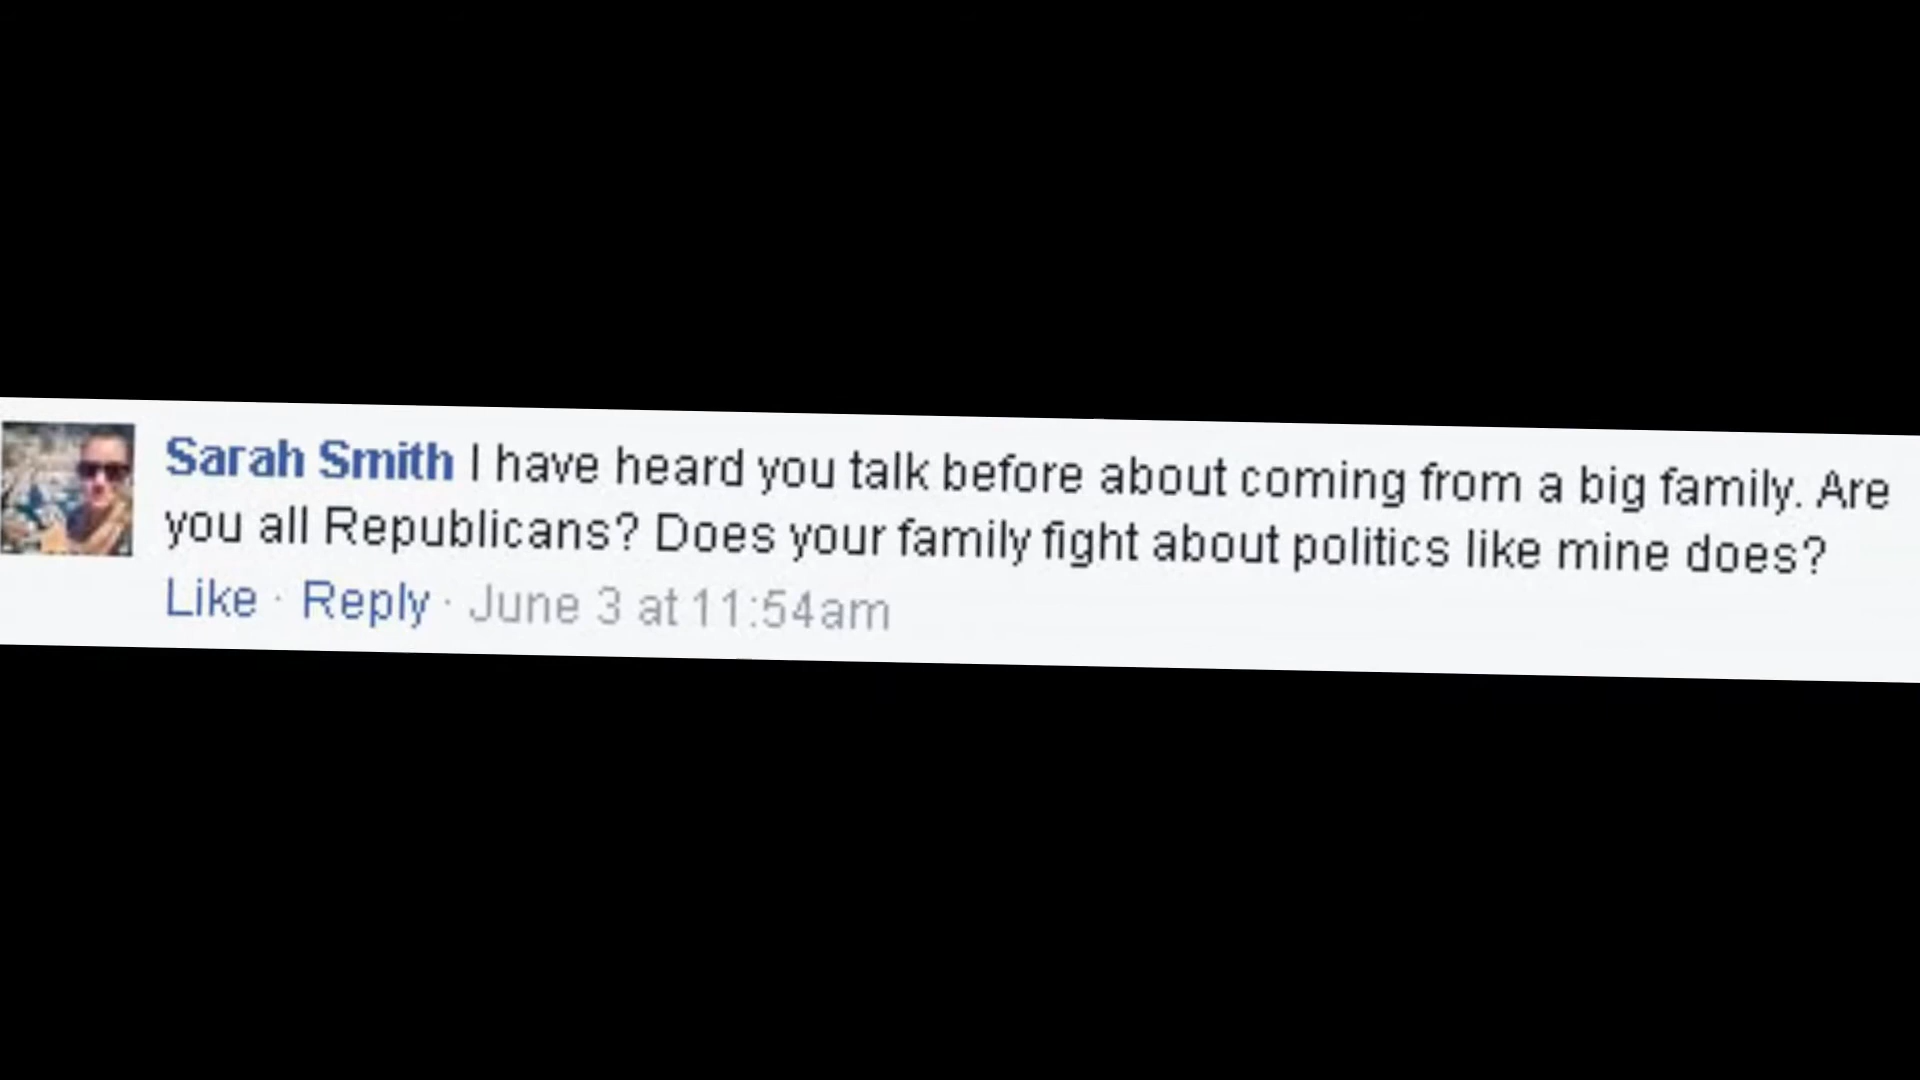 Sarah Smith I have heard you talk before about coming from a big family. Are
you all Republicans? Does your family fight about politics like mine does?
Like · Reply · June 3 at 11:54am